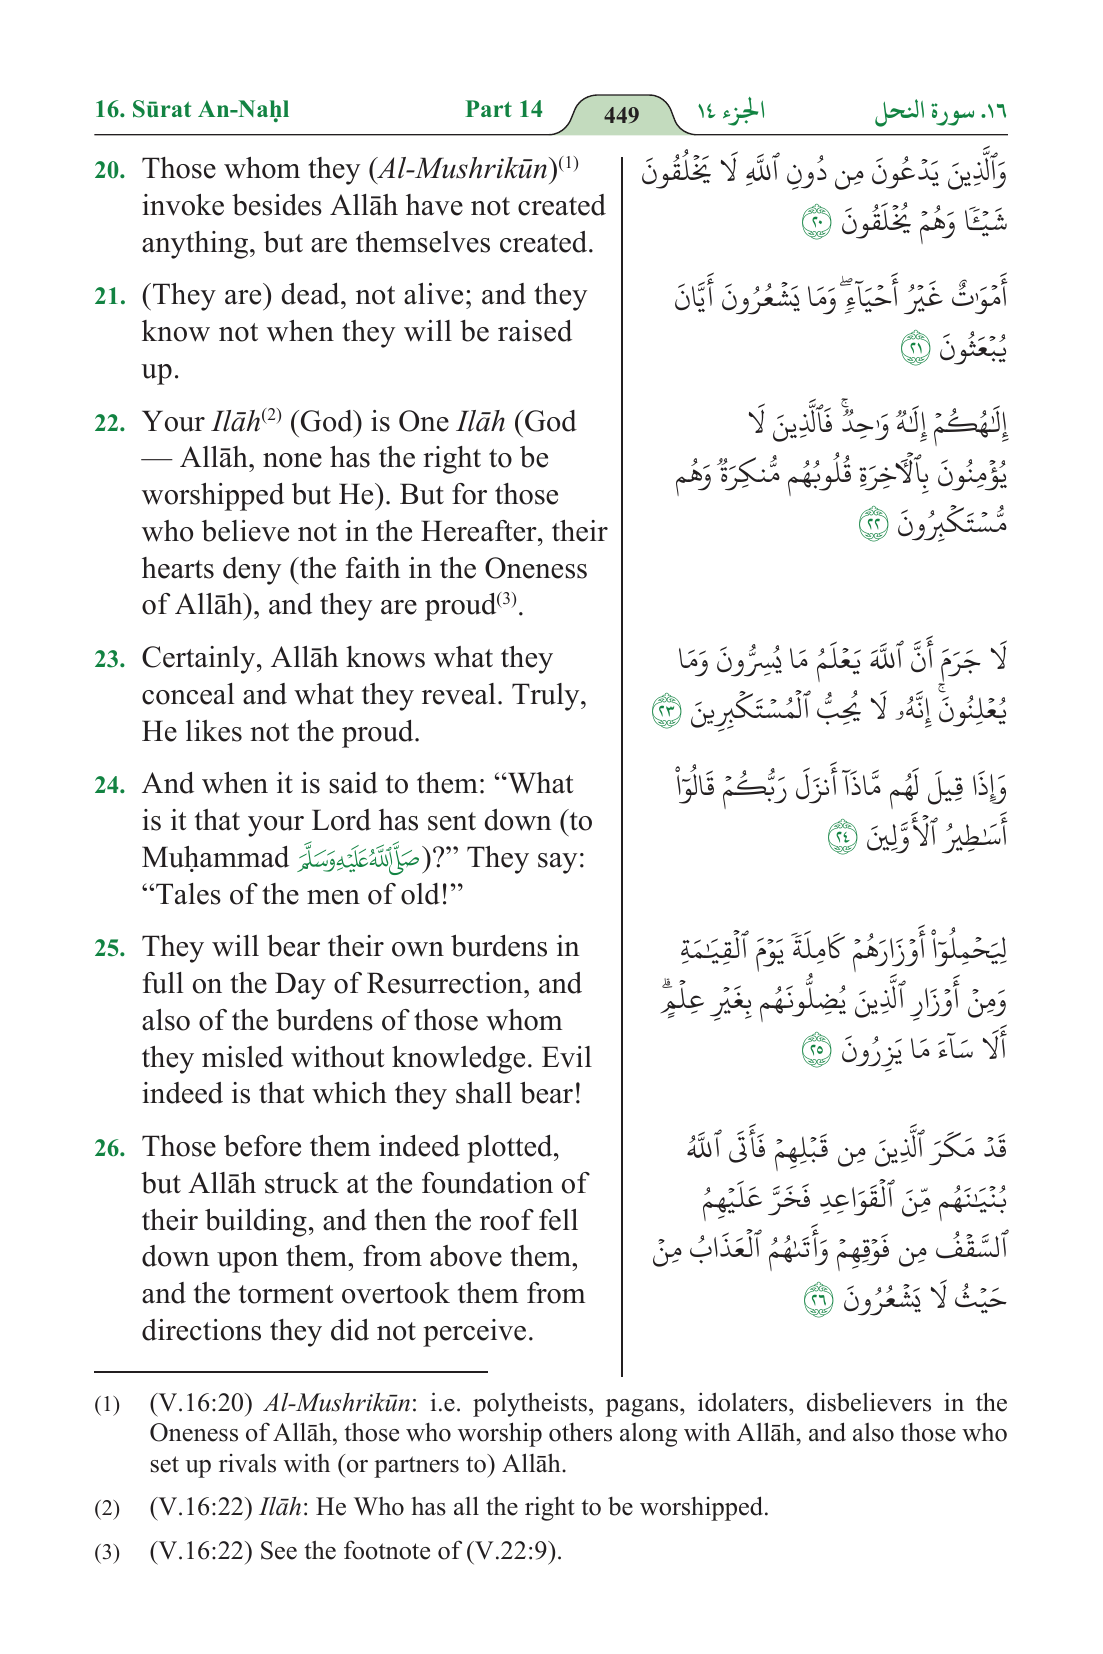 16. Sūrat An-Naḥl Part 14 449 الجزء ١٤ ١٦. سورة النحل
20. Those whom they (Al-Mushrikūn)(1)
invoke besides Allāh have not created
anything, but are themselves created.
وَٱلَّذِينَ يَدْعُونَ مِن دُونِ ٱللَّهِ لَا يَخْلُقُونَ
شَيْـًٔا وَهُمْ يُخْلَقُونَ ٢٠
21. (They are) dead, not alive; and they
know not when they will be raised
up.
أَمْوَٰتٌ غَيْرُ أَحْيَآءٍۖ وَمَا يَشْعُرُونَ أَيَّانَ
يُبْعَثُونَ ٢١
22. Your Ilāh(2) (God) is One Ilāh (God
— Allāh, none has the right to be
worshipped but He). But for those
who believe not in the Hereafter, their
hearts deny (the faith in the Oneness
of Allāh), and they are proud(3).
إِلَٰهُكُمْ إِلَٰهٌ وَٰحِدٌۚ فَٱلَّذِينَ لَا
يُؤْمِنُونَ بِٱلْـَٔاخِرَةِ قُلُوبُهُم مُّنكِرَةٌ وَهُم
مُّسْتَكْبِرُونَ ٢٢
23. Certainly, Allāh knows what they
conceal and what they reveal. Truly,
He likes not the proud.
لَا جَرَمَ أَنَّ ٱللَّهَ يَعْلَمُ مَا يُسِرُّونَ وَمَا
يُعْلِنُونَۚ إِنَّهُۥ لَا يُحِبُّ ٱلْمُسْتَكْبِرِينَ ٢٣
24. And when it is said to them: “What
is it that your Lord has sent down (to
Muḥammad صَلَّى اللَّهُ عَلَيْهِ وَسَلَّمَ)?” They say:
“Tales of the men of old!”
وَإِذَا قِيلَ لَهُم مَّاذَآ أَنزَلَ رَبُّكُمْ قَالُوٓا۟
أَسَٰطِيرُ ٱلْأَوَّلِينَ ٢٤
25. They will bear their own burdens in
full on the Day of Resurrection, and
also of the burdens of those whom
they misled without knowledge. Evil
indeed is that which they shall bear!
لِيَحْمِلُوٓا۟ أَوْزَارَهُمْ كَامِلَةً يَوْمَ ٱلْقِيَٰمَةِ
وَمِنْ أَوْزَارِ ٱلَّذِينَ يُضِلُّونَهُم بِغَيْرِ عِلْمٍۗ
أَلَا سَآءَ مَا يَزِرُونَ ٢٥
26. Those before them indeed plotted,
but Allāh struck at the foundation of
their building, and then the roof fell
down upon them, from above them,
and the torment overtook them from
directions they did not perceive.
قَدْ مَكَرَ ٱلَّذِينَ مِن قَبْلِهِمْ فَأَتَى ٱللَّهُ
بُنْيَٰنَهُم مِّنَ ٱلْقَوَاعِدِ فَخَرَّ عَلَيْهِمُ
ٱلسَّقْفُ مِن فَوْقِهِمْ وَأَتَىٰهُمُ ٱلْعَذَابُ مِنْ
حَيْثُ لَا يَشْعُرُونَ ٢٦
(1) (V.16:20) Al-Mushrikūn: i.e. polytheists, pagans, idolaters, disbelievers in the
Oneness of Allāh, those who worship others along with Allāh, and also those who
set up rivals with (or partners to) Allāh.
(2) (V.16:22) Ilāh: He Who has all the right to be worshipped.
(3) (V.16:22) See the footnote of (V.22:9).